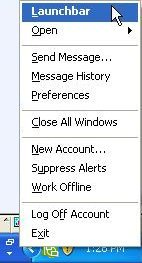 Launchbar
Open
Send Message...
Message History
Preferences
Close All Windows
New Account...
Suppress Alerts
Work Offline
Log Off Account
Exit
1:26 PM